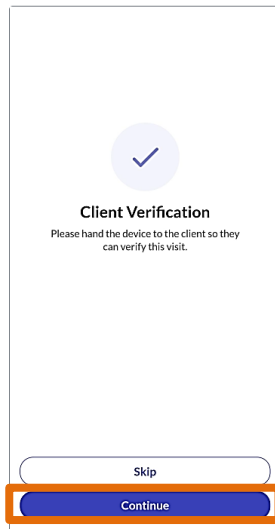 Client Verification
Please hand the device to the client so they
can verify this visit.
Skip
Continue